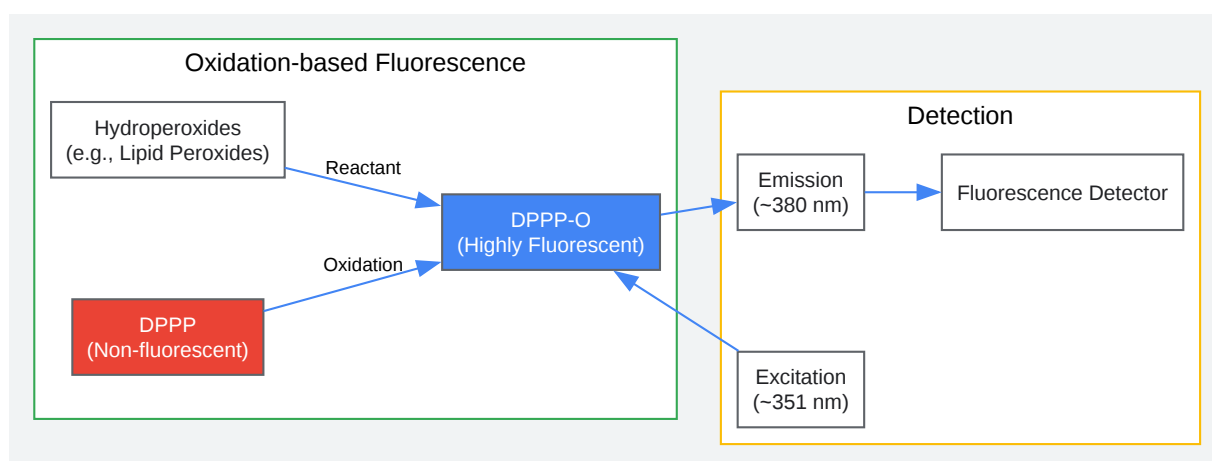 Oxidation-based Fluorescence
Hydroperoxides
(e.g., Lipid Peroxides)
Reactant
DPPP-O
(Highly Fluorescent)
Oxidation
DPPP
(Non-fluorescent)
Detection
Emission
(~380 nm)
Fluorescence Detector
Excitation
(~351 nm)